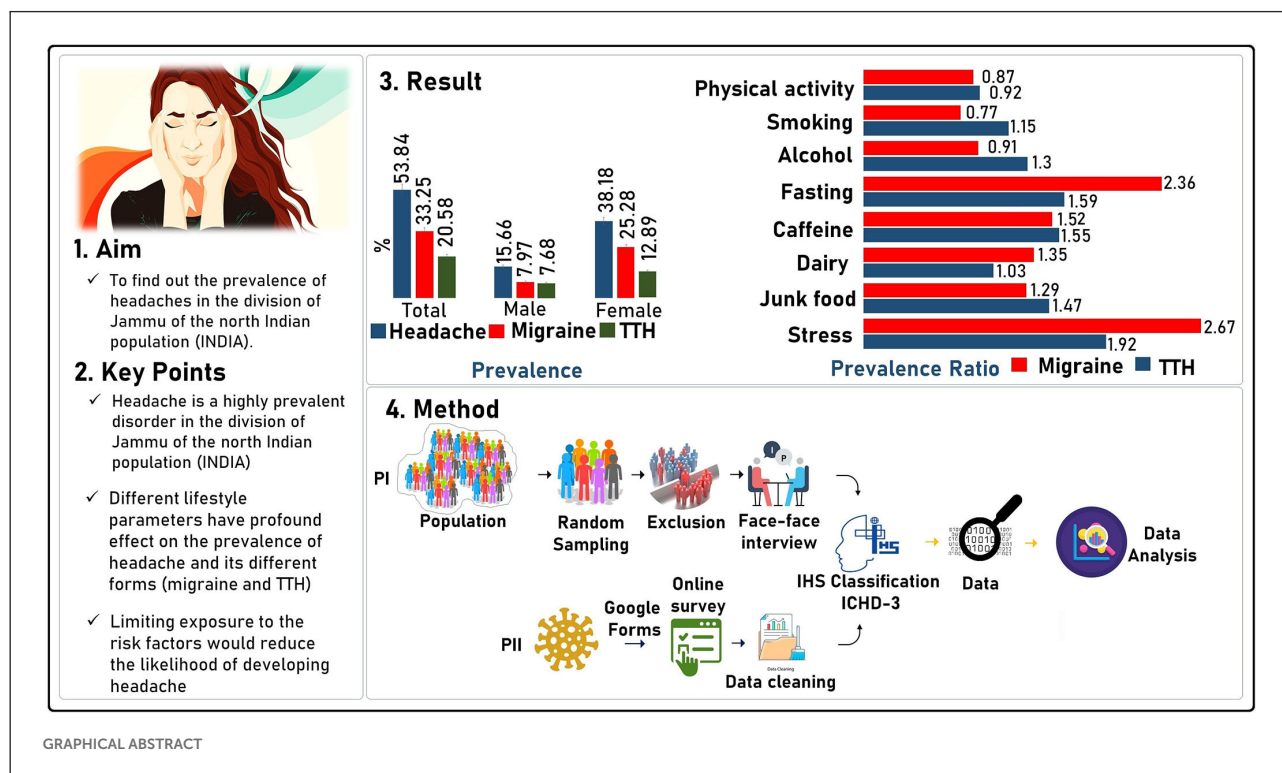 1. Aim
✓ To find out the prevalence of
headaches in the division of
Jammu of the north Indian
population (INDIA).
2. Key Points
✓ Headache is a highly prevalent
disorder in the division of
Jammu of the north Indian
population (INDIA)
✓ Different lifestyle
parameters have profound
effect on the prevalence of
headache and its different
forms (migraine and TTH)
✓ Limiting exposure to the
risk factors would reduce
the likelihood of developing
headache
3. Result
%
53.84
33.25
20.58
15.66
7.97
7.68
38.18
25.28
12.89
Total
Male
Female
Headache Migraine TTH
Prevalence
Physical activity
0.87
0.92
Smoking
0.77
1.15
Alcohol
0.91
1.3
Fasting
2.36
1.59
Caffeine
1.52
1.55
Dairy
1.35
1.03
Junk food
1.29
1.47
Stress
2.67
1.92
Prevalence Ratio Migraine TTH
4. Method
PI
Population
Random
Sampling
Exclusion
I
P
Face-face
interview
IHS
IHS Classification
ICHD-3
Data
Data
Analysis
PII
Google
Forms
Online
survey
Data Cleaning
Data cleaning
GRAPHICAL ABSTRACT